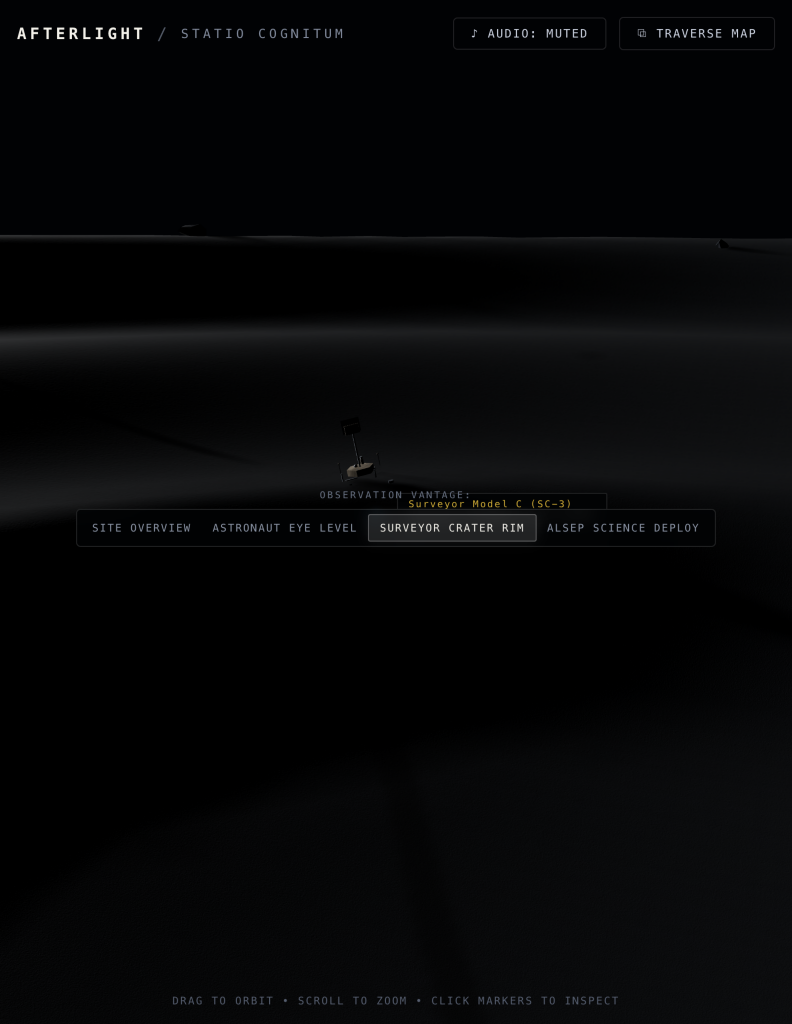 AFTERLIGHT / STATIO COGNITUM
♪ AUDIO: MUTED
TRAVERSE MAP
OBSERVATION VANTAGE:
Surveyor Model C (SC-3)
SITE OVERVIEW
ASTRONAUT EYE LEVEL
SURVEYOR CRATER RIM
ALSEP SCIENCE DEPLOY
DRAG TO ORBIT • SCROLL TO ZOOM • CLICK MARKERS TO INSPECT